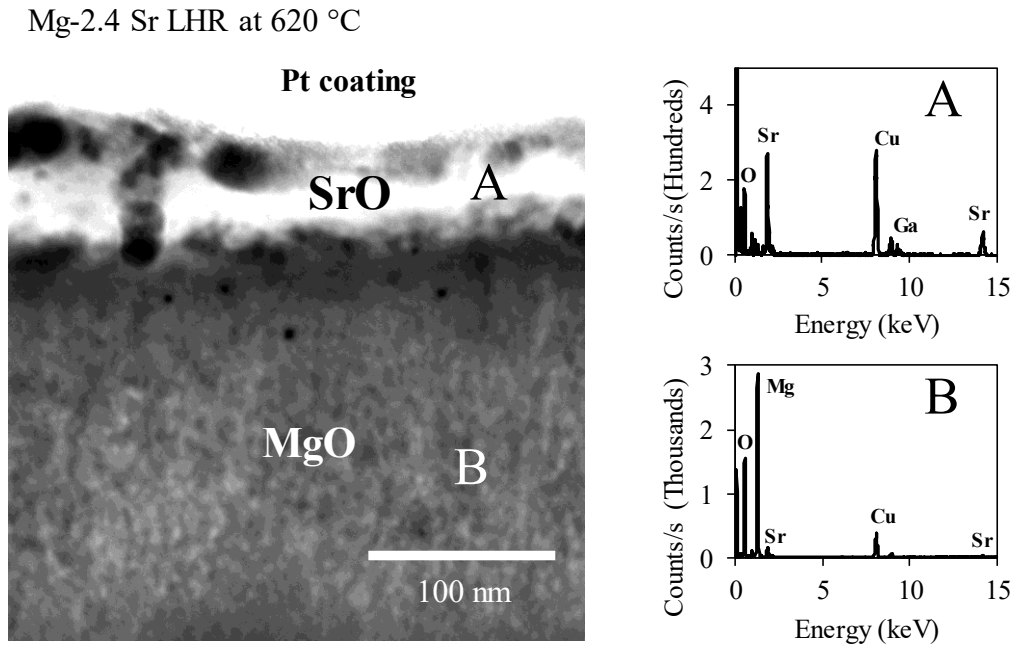 Mg-2.4 Sr LHR at 620 °C
Pt coating
SrO
A
MgO
B
100 nm
A
Counts/s (Hundreds)
4
2
0
O
Sr
Cu
Ga
Sr
0 5 10 15
Energy (keV)
B
Counts/s (Thousands)
3
2
1
0
O
Mg
Sr
Cu
Sr
0 5 10 15
Energy (keV)